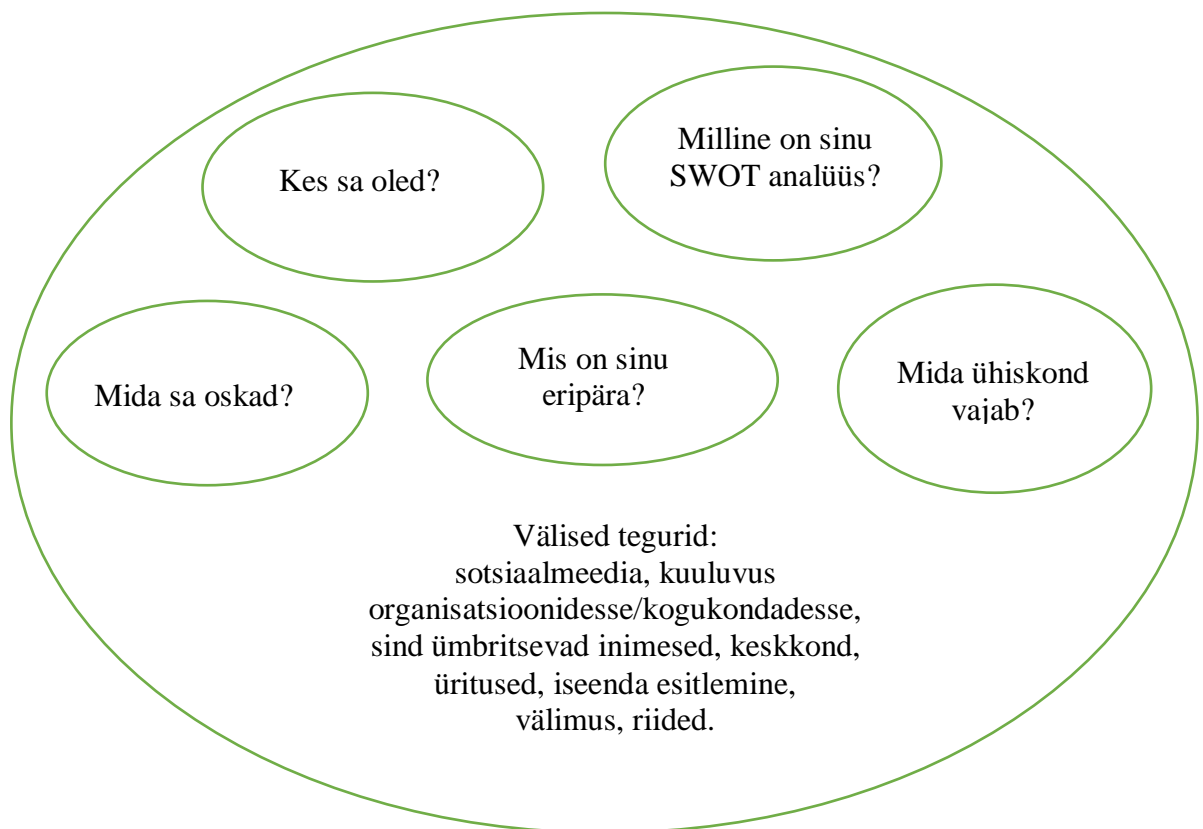 Kes sa oled?
Milline on sinu
SWOT analüüs?
Mida sa oskad?
Mis on sinu
eripära?
Mida ühiskond
vajab?
Välised tegurid:
sotsiaalmeedia, kuuluvus
organisatsioonidesse/kogukondadesse,
sind ümbritsevad inimesed, keskkond,
üritused, iseenda esitlemine,
välimus, riided.